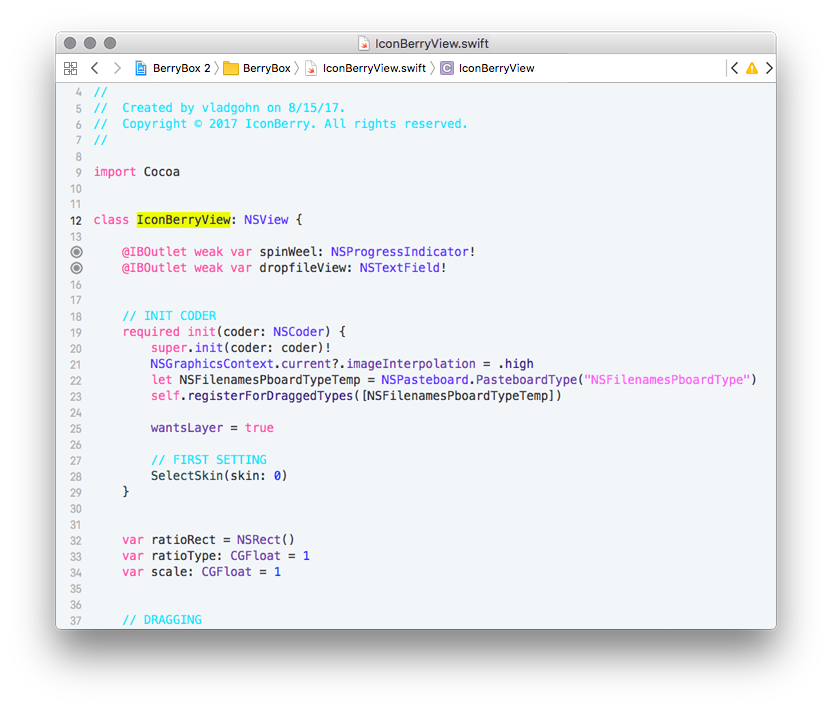 IconBerryView.swift
BerryBox 2 BerryBox IconBerryView.swift C IconBerryView
4 //
5 //  Created by vladgohn on 8/15/17.
6 //  Copyright © 2017 IconBerry. All rights reserved.
7 //
8
9 import Cocoa
10
11
12 class IconBerryView: NSView {
13
@IBOutlet weak var spinWeel: NSProgressIndicator!
@IBOutlet weak var dropfileView: NSTextField!
16
17
18 // INIT CODER
19 required init(coder: NSCoder) {
20 super.init(coder: coder)!
21 NSGraphicsContext.current?.imageInterpolation = .high
22 let NSFilenamesPboardTypeTemp = NSPasteboard.PasteboardType("NSFilenamesPboardType")
23 self.registerForDraggedTypes([NSFilenamesPboardTypeTemp])
24
25 wantsLayer = true
26
27 // FIRST SETTING
28 SelectSkin(skin: 0)
29 }
30
31
32 var ratioRect = NSRect()
33 var ratioType: CGFloat = 1
34 var scale: CGFloat = 1
35
36
37 // DRAGGING